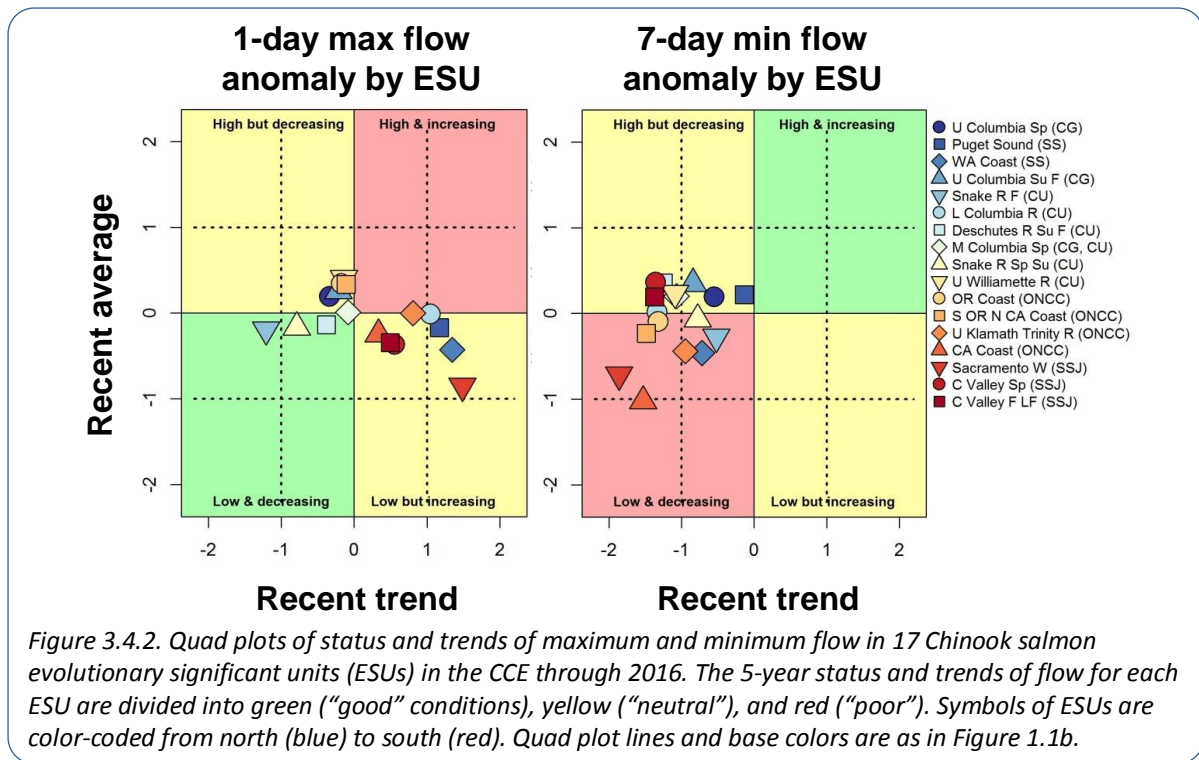 1-day max flow
anomaly by ESU
7-day min flow
anomaly by ESU
High but decreasing
High & increasing
Low & decreasing
Low but increasing
2
1
0
-1
-2
-2
-1
0
1
2
High but decreasing
High & increasing
Low & decreasing
Low but increasing
2
1
0
-1
-2
-2
-1
0
1
2
Recent average
Recent trend
Recent trend
U Columbia Sp (CG)
Puget Sound (SS)
WA Coast (SS)
U Columbia Su F (CG)
Snake R F (CU)
L Columbia R (CU)
Deschutes R Su F (CU)
M Columbia Sp (CG, CU)
Snake R Sp Su (CU)
U Williamette R (CU)
OR Coast (ONCC)
S OR N CA Coast (ONCC)
U Klamath Trinity R (ONCC)
CA Coast (ONCC)
Sacramento W (SSJ)
C Valley Sp (SSJ)
C Valley F LF (SSJ)
Figure 3.4.2. Quad plots of status and trends of maximum and minimum flow in 17 Chinook salmon
evolutionary significant units (ESUs) in the CCE through 2016. The 5-year status and trends of flow for each
ESU are divided into green (“good” conditions), yellow (“neutral”), and red (“poor”). Symbols of ESUs are
color-coded from north (blue) to south (red). Quad plot lines and base colors are as in Figure 1.1b.